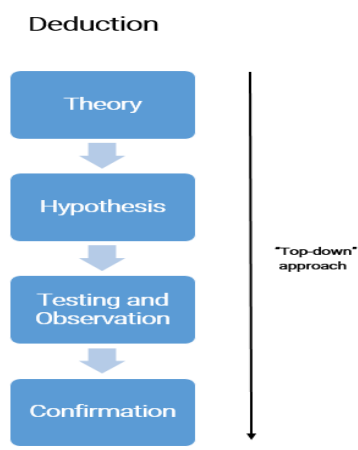 Deduction
Theory
Hypothesis
Testing and
Observation
Confirmation
"Top-down"
approach